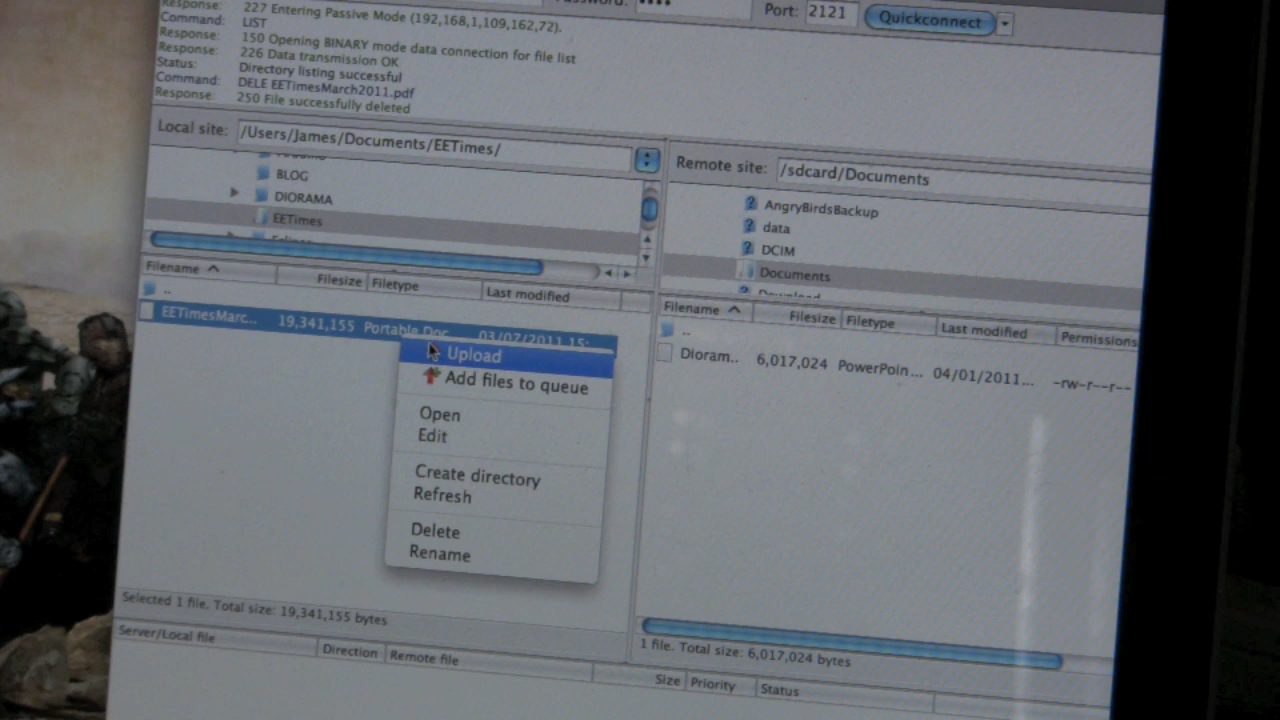 Password: Port: 2121 Quickconnect
Response: 227 Entering Passive Mode (192,168,1,109,162,72).
Command: LIST
Response: 150 Opening BINARY mode data connection for file list
Response: 226 Data transmission OK
Status: Directory listing successful
Command: DELE EETimesMarch2011.pdf
Response: 250 File successfully deleted
Local site: /Users/James/Documents/EETimes/
BLOG
DIORAMA
EETimes
Filename Filesize Filetype Last modified
..
EETimesMarc... 19,341,155 Portable Doc... 03/07/2011 15:
Upload
Add files to queue
Open
Edit
Create directory
Refresh
Delete
Rename
Selected 1 file. Total size: 19,341,155 bytes
Remote site: /sdcard/Documents
AngryBirdsBackup
data
DCIM
Documents
Download
Filename Filesize Filetype Last modified Permissions
..
Dioram... 6,017,024 PowerPoin... 04/01/2011... -rw-r--r--
1 file. Total size: 6,017,024 bytes
Server/Local file Direction Remote file Size Priority Status